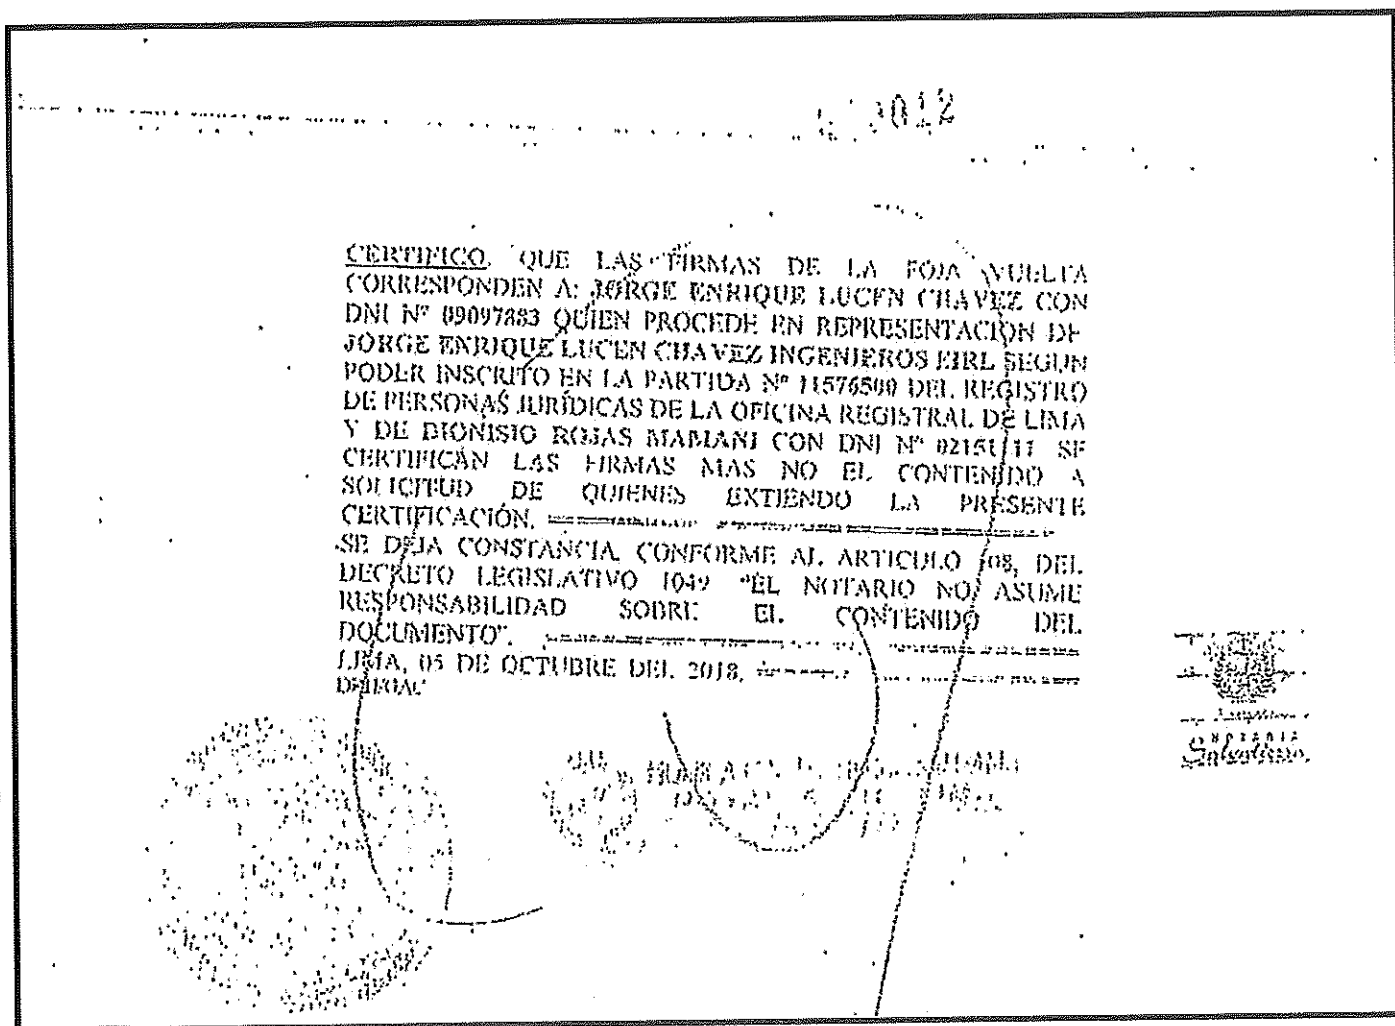 012
CERTIFICO. QUE LAS FIRMAS DE LA FOJA VUELTA
CORRESPONDEN A: JORGE ENRIQUE LUCEN CHAVEZ CON
DNI Nº 09097883 QUIEN PROCEDE EN REPRESENTACIÓN DE
JORGE ENRIQUE LUCEN CHAVEZ INGENIEROS EIRL SEGUN
PODER INSCRITO EN LA PARTIDA Nº 11576500 DEL REGISTRO
DE PERSONAS JURÍDICAS DE LA OFICINA REGISTRAL DE LIMA
Y DE DIONISIO ROJAS MAMANI CON DNI Nº SE
CERTIFICAN LAS FIRMAS MAS NO EL CONTENIDO A
SOLICITUD DE QUIENES EXTIENDO LA PRESENTE
CERTIFICACIÓN.
SE DEJA CONSTANCIA CONFORME AL ARTICULO 108, DEL
DECRETO LEGISLATIVO 1049 "EL NOTARIO NO ASUME
RESPONSABILIDAD SOBRE EL CONTENIDO DEL
DOCUMENTO".
LIMA, 05 DE OCTUBRE DEL 2018.
NOTARIA